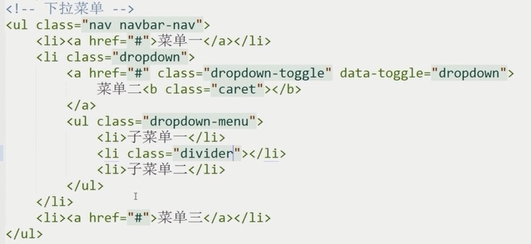 <!-- 下拉菜单 -->
<ul class="nav navbar-nav">
    <li><a href="#">菜单一</a></li>
    <li class="dropdown">
        <a href="#" class="dropdown-toggle" data-toggle="dropdown">
            菜单二<b class="caret"></b>
        </a>
        <ul class="dropdown-menu">
            <li>子菜单一</li>
            <li class="divider"></li>
            <li>子菜单二</li>
        </ul>
    </li>
    <li><a href="#">菜单三</a></li>
</ul>